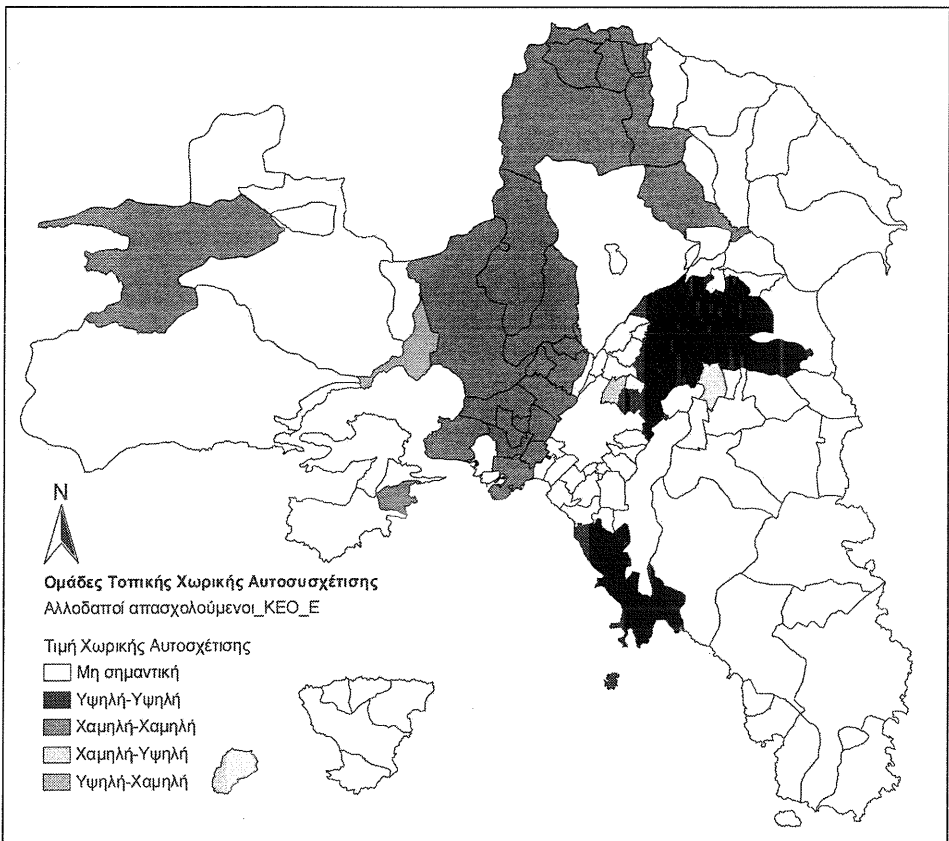 N
Ομάδες Τοπικής Χωρικής Αυτοσυσχέτισης
Αλλοδαποί απασχολούμενοι_ΚΕΟ_Ε
Τιμή Χωρικής Αυτοσχέτισης
Μη σημαντική
Υψηλή-Υψηλή
Χαμηλή-Χαμηλή
Χαμηλή-Υψηλή
Υψηλή-Χαμηλή